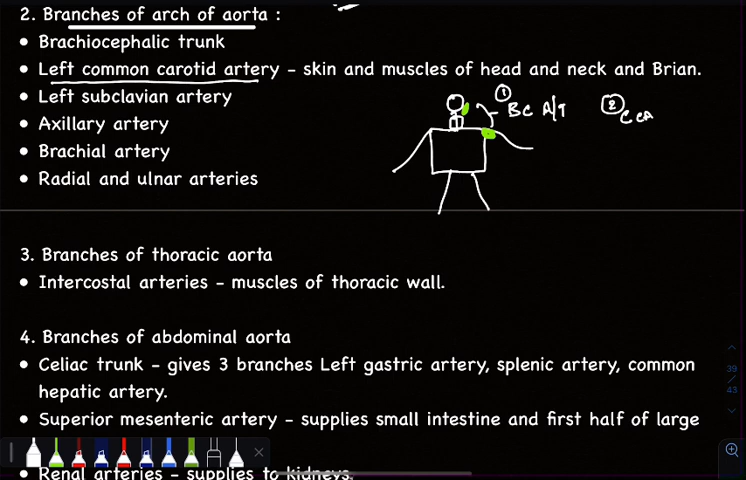 2. Branches of arch of aorta :
• Brachiocephalic trunk
• Left common carotid artery – skin and muscles of head and neck and Brian.
• Left subclavian artery
① BC A/T
② C CA
• Axillary artery
• Brachial artery
• Radial and ulnar arteries
3. Branches of thoracic aorta
• Intercostal arteries – muscles of thoracic wall.
4. Branches of abdominal aorta
• Celiac trunk – gives 3 branches Left gastric artery, splenic artery, common
hepatic artery.
• Superior mesenteric artery – supplies small intestine and first half of large
• Renal arteries – supplies to kidneys.
39
/
43